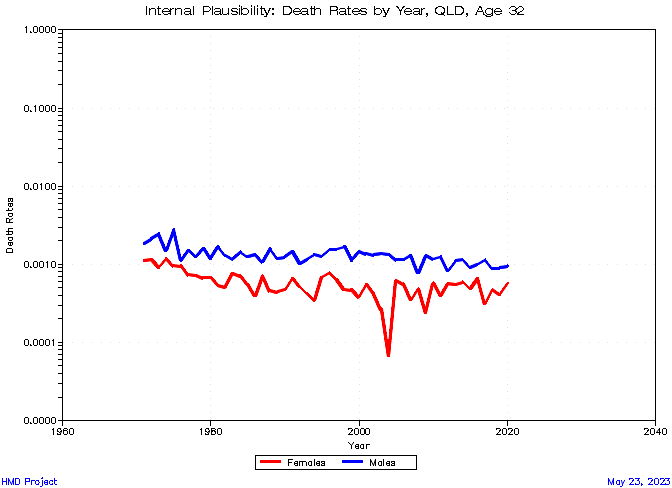 Internal Plausibility: Death Rates by Year, QLD, Age 32
1.0000
0.1000
0.0100
0.0010
0.0001
0.0000
Death Rates
1960
1980
2000
2020
2040
Year
Females
Males
HMD Project
May 23, 2023